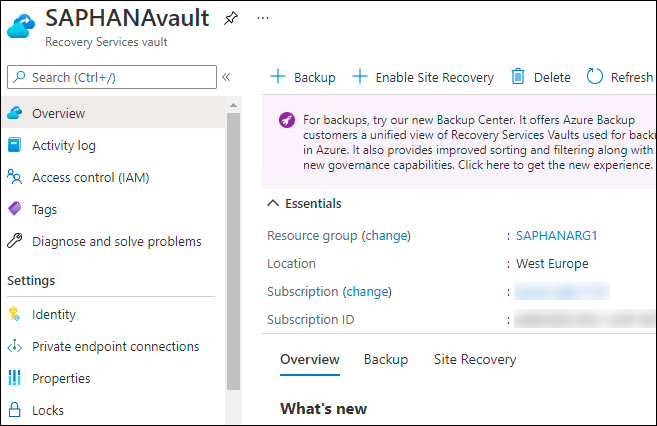 SAPHANAvault
...
Recovery Services vault
Search (Ctrl+/)
«
Overview
Activity log
Access control (IAM)
Tags
Diagnose and solve problems
Settings
Identity
Private endpoint connections
Properties
Locks
+ Backup + Enable Site Recovery Delete Refresh
For backups, try our new Backup Center. It offers Azure Backup
customers a unified view of Recovery Services Vaults used for backup
in Azure. It also provides improved sorting and filtering along with
new governance capabilities. Click here to get the new experience.
Essentials
Resource group (change) : SAPHANARG1
Location : West Europe
Subscription (change) :
Subscription ID :
Overview Backup Site Recovery
What's new